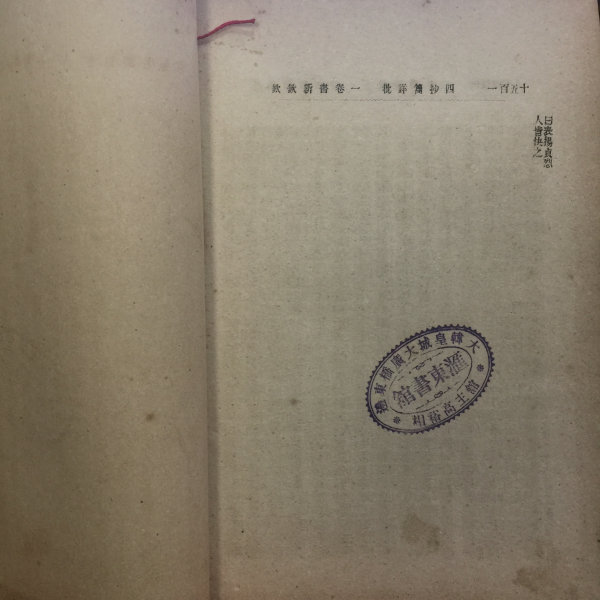 欽欽新書卷一 批詳雋抄四 一百五十
曰表揚貞烈
人皆快之
大韓皇城大廣橋東
滙東書館
館主高裕相